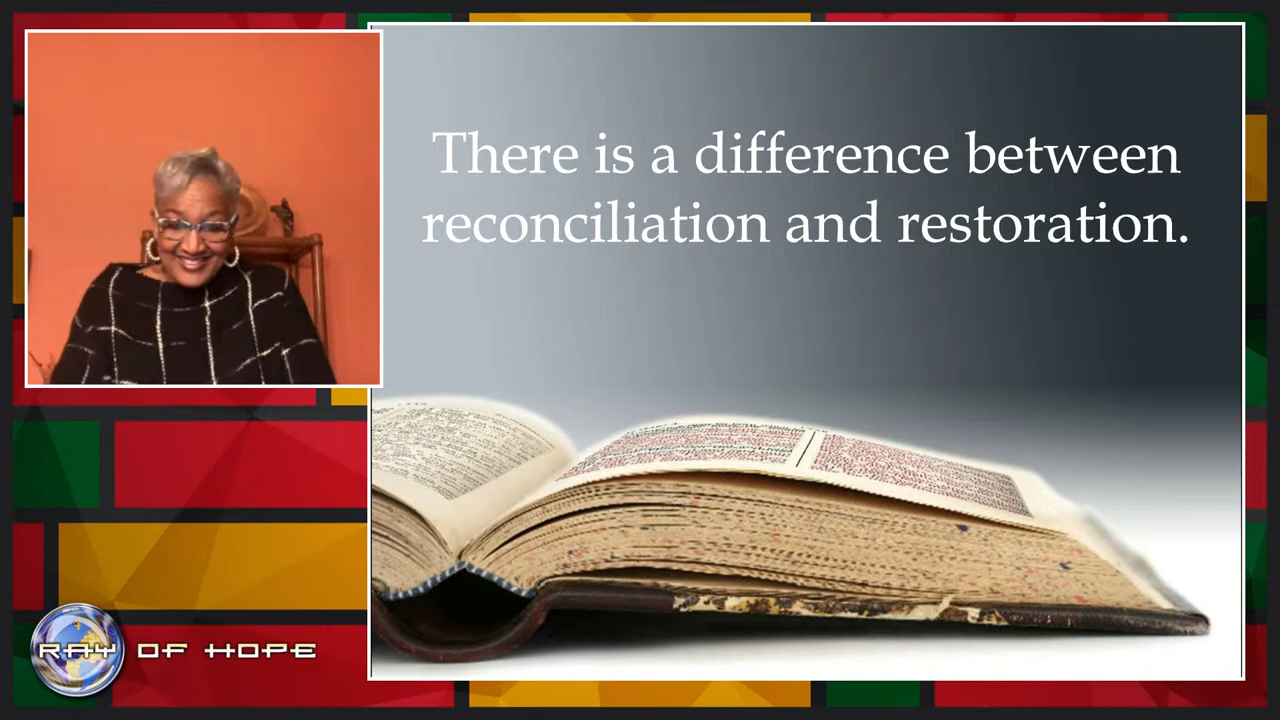 There is a difference between
reconciliation and restoration.
RAY OF HOPE